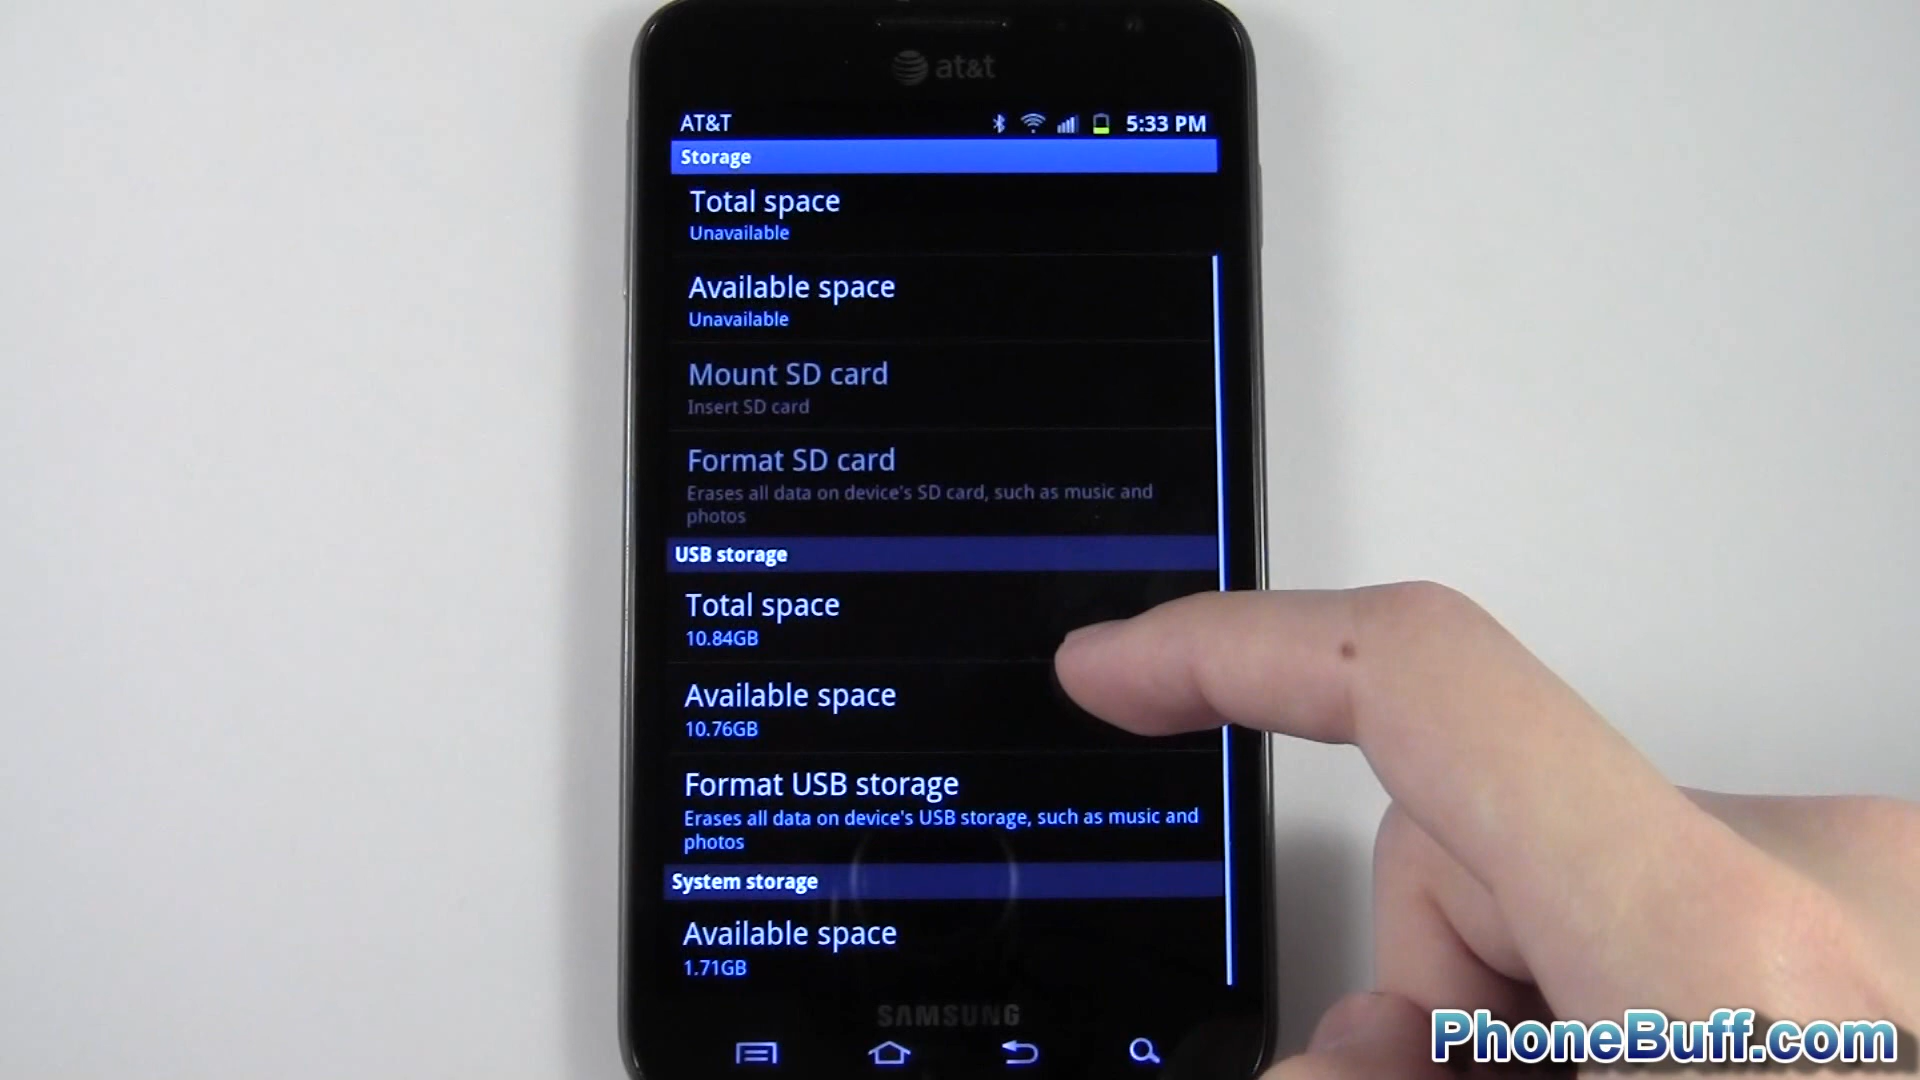 at&t
AT&T 5:33 PM
Storage
Total space
Unavailable
Available space
Unavailable
Mount SD card
Insert SD card
Format SD card
Erases all data on device's SD card, such as music and
photos
USB storage
Total space
10.84GB
Available space
10.76GB
Format USB storage
Erases all data on device's USB storage, such as music and
photos
System storage
Available space
1.71GB
SAMSUNG
PhoneBuff.com